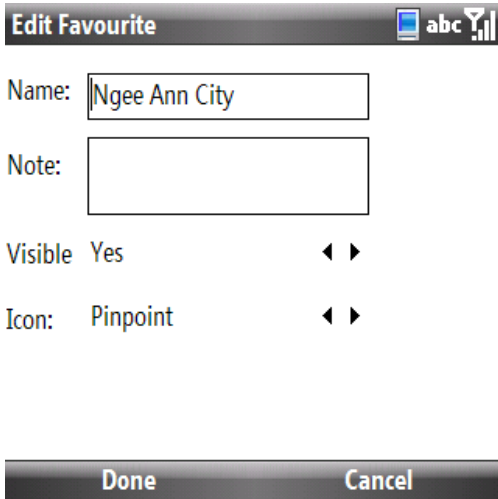 Edit Favourite abc
Name: Ngee Ann City
Note:
Visible Yes
Icon: Pinpoint
Done Cancel